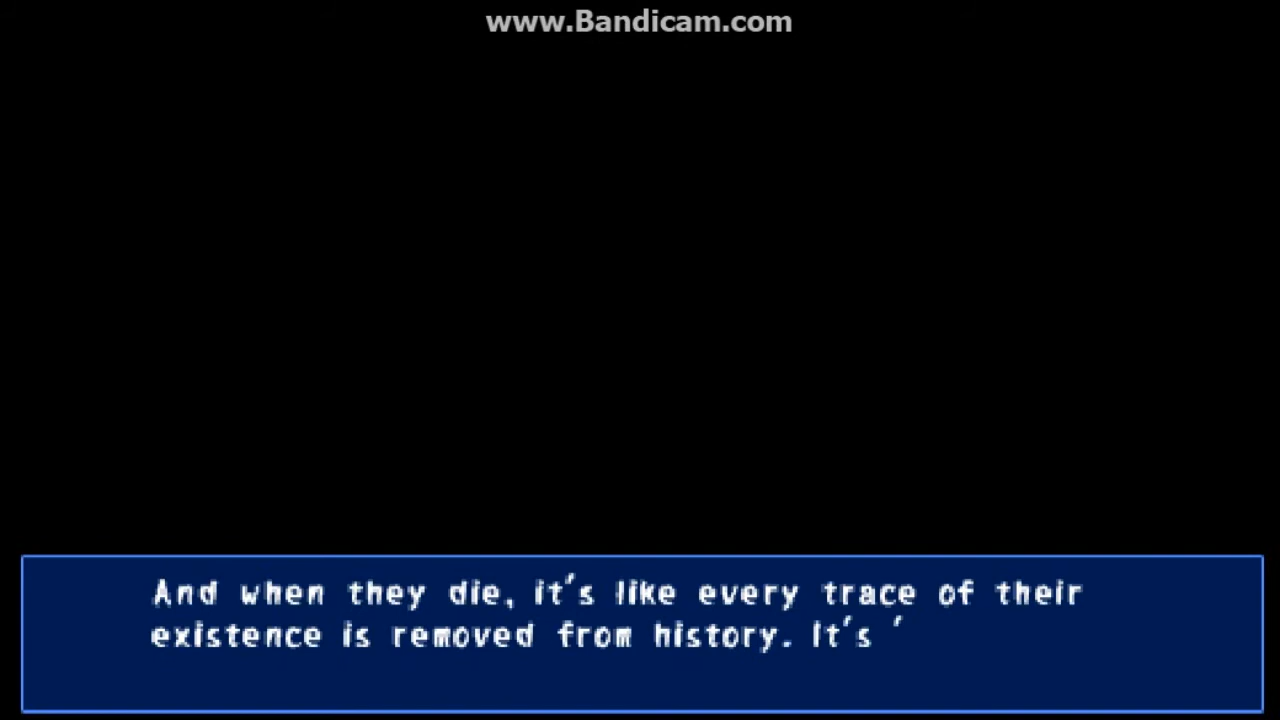 www.Bandicam.com
And when they die, it's like every trace of their
existence is removed from history. It's '